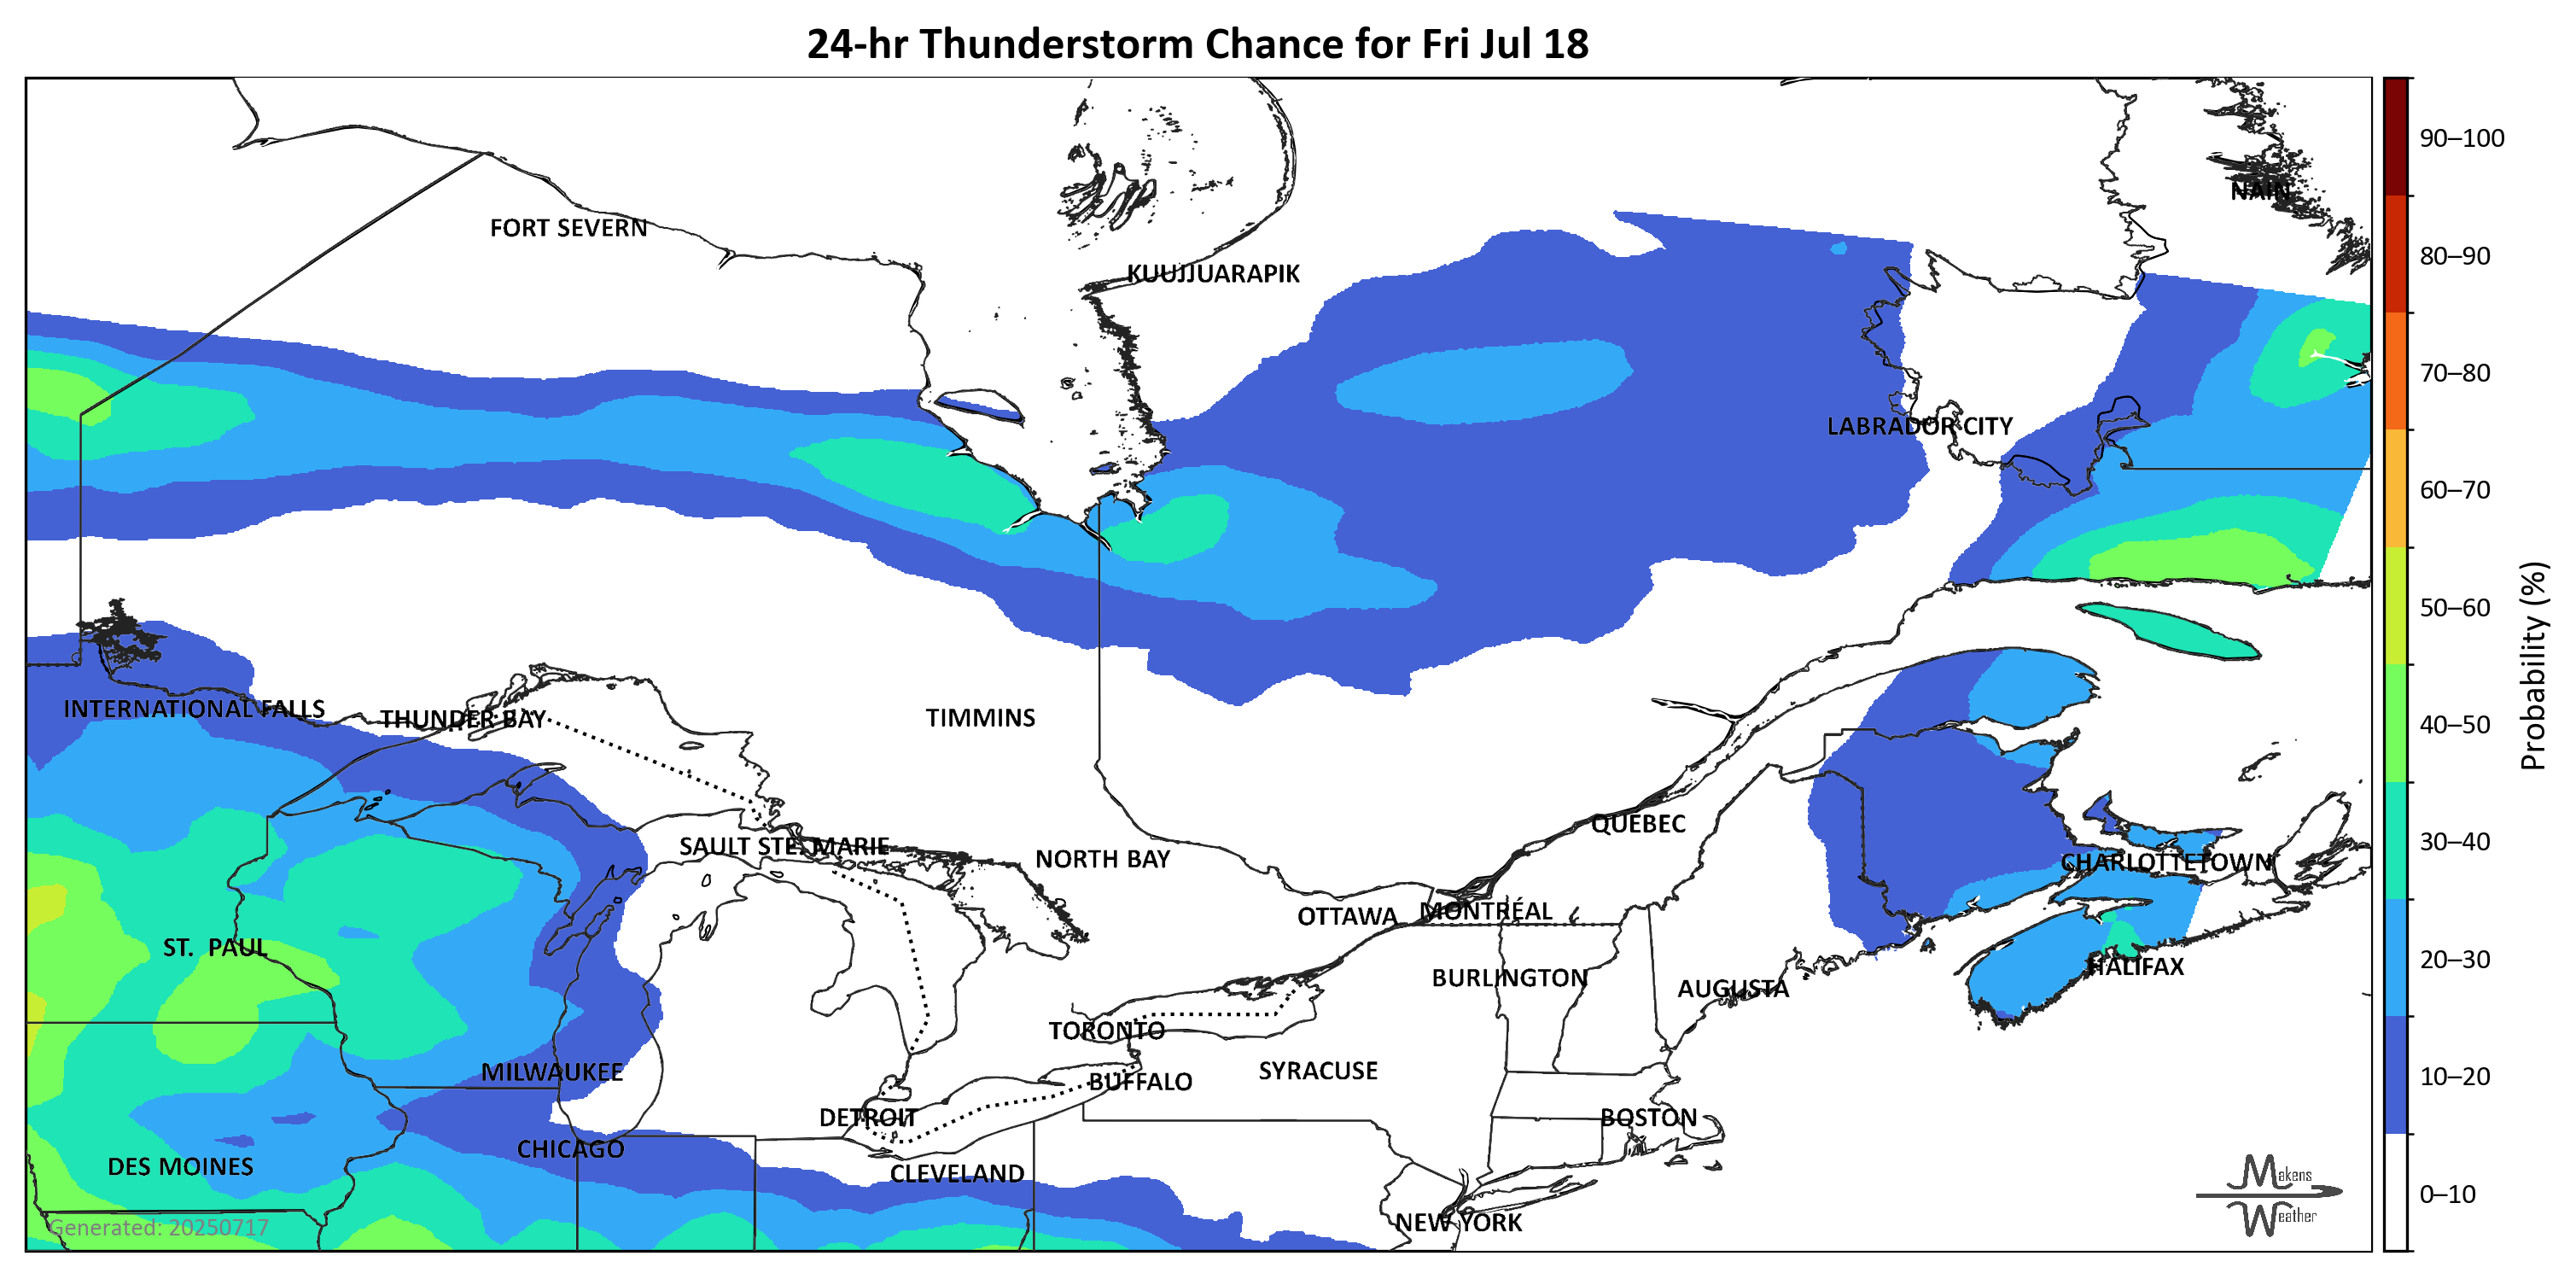 24-hr Thunderstorm Chance for Fri Jul 18
90–100
NAIN
FORT SEVERN
80–90
KUUJJUARAPIK
70–80
LABRADOR CITY
60–70
50–60
Probability (%)
INTERNATIONAL FALLS
THUNDER BAY
TIMMINS
40–50
QUEBEC
30–40
SAULT STE. MARIE
NORTH BAY
CHARLOTTETOWN
OTTAWA
MONTRÉAL
ST. PAUL
20–30
HALIFAX
BURLINGTON
AUGUSTA
TORONTO
SYRACUSE
MILWAUKEE
10–20
BUFFALO
DETROIT
BOSTON
CHICAGO
DES MOINES
CLEVELAND
Makens
Weather
0–10
NEW YORK
Generated: 20250717